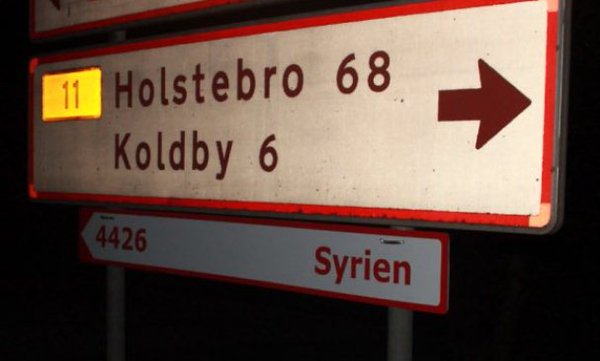 11 Holstebro 68
Koldby 6
4426 Syrien